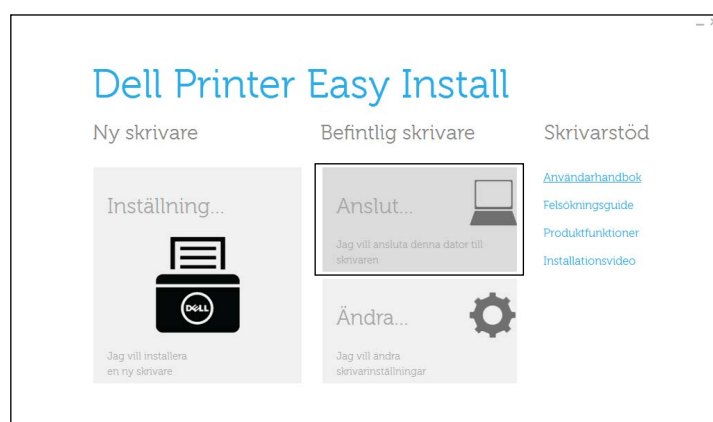 Dell Printer Easy Install
Ny skrivare
Inställning...
DELL
Jag vill installera
en ny skrivare
Befintlig skrivare
Anslut...
Jag vill ansluta denna dator till
skrivaren
Ändra...
Jag vill ändra
skrivarinställningar
Skrivarstöd
Användarhandbok
Felsökningsguide
Produktfunktioner
Installationsvideo